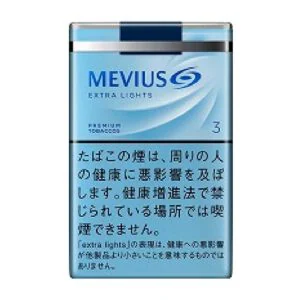 MEVIUS
EXTRA LIGHTS
PREMIUM
TOBACCOS
3
たばこの煙は、周りの人
の健康に悪影響を及ぼ
します。健康増進法で禁
じられている場所では喫
煙できません。
「extra lights」の表現は、健康への悪影響
が他製品より小さいことを意味するものでは
ありません。